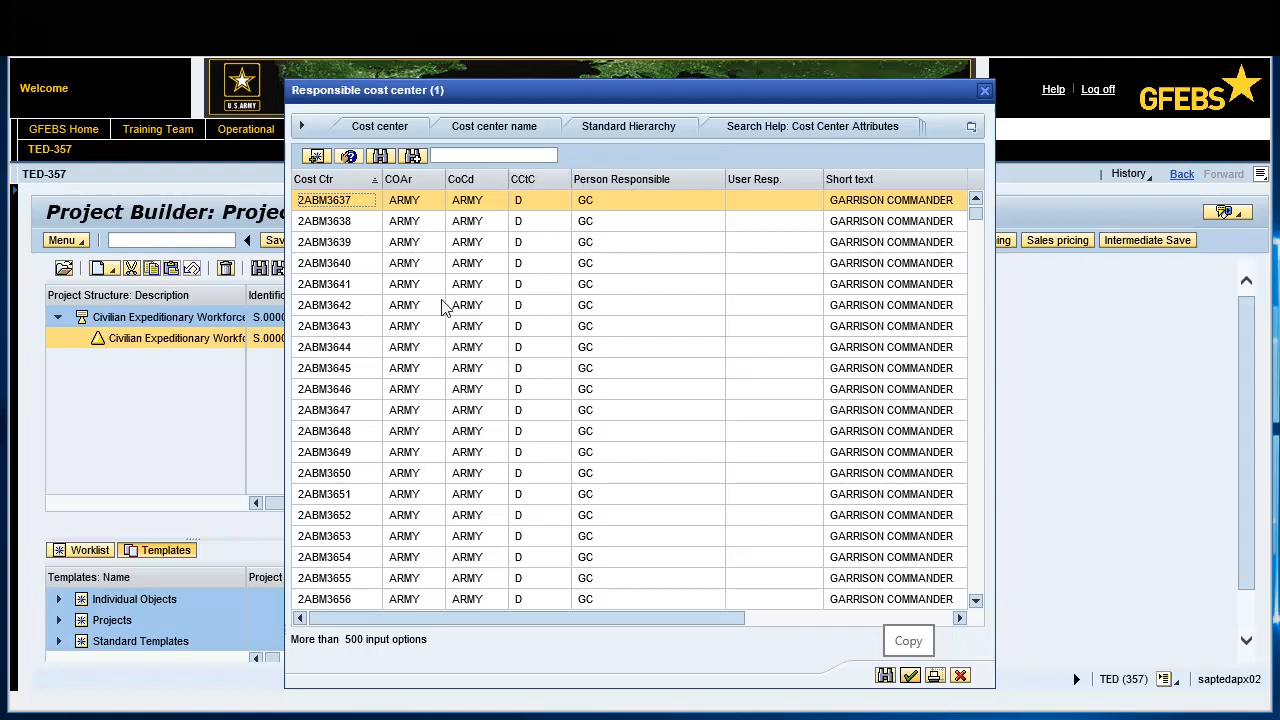 Welcome
U.S.ARMY
Help
Log off
GFEBS
GFEBS Home
Training Team
Operational
TED-357
TED-357
History
Back
Forward
Project Builder: Projec
Menu
Sav
ing
Sales pricing
Intermediate Save
Project Structure: Description
Identific
Civilian Expeditionary Workforce
S.0000
Civilian Expeditionary Workfo
S.0000
Worklist
Templates
Templates: Name
Project
Individual Objects
Projects
Standard Templates
Responsible cost center (1)
Cost center
Cost center name
Standard Hierarchy
Search Help: Cost Center Attributes
Cost Ctr COAr CoCd CCtC Person Responsible User Resp. Short text
2ABM3637 ARMY ARMY D GC GARRISON COMMANDER
2ABM3638 ARMY ARMY D GC GARRISON COMMANDER
2ABM3639 ARMY ARMY D GC GARRISON COMMANDER
2ABM3640 ARMY ARMY D GC GARRISON COMMANDER
2ABM3641 ARMY ARMY D GC GARRISON COMMANDER
2ABM3642 ARMY ARMY D GC GARRISON COMMANDER
2ABM3643 ARMY ARMY D GC GARRISON COMMANDER
2ABM3644 ARMY ARMY D GC GARRISON COMMANDER
2ABM3645 ARMY ARMY D GC GARRISON COMMANDER
2ABM3646 ARMY ARMY D GC GARRISON COMMANDER
2ABM3647 ARMY ARMY D GC GARRISON COMMANDER
2ABM3648 ARMY ARMY D GC GARRISON COMMANDER
2ABM3649 ARMY ARMY D GC GARRISON COMMANDER
2ABM3650 ARMY ARMY D GC GARRISON COMMANDER
2ABM3651 ARMY ARMY D GC GARRISON COMMANDER
2ABM3652 ARMY ARMY D GC GARRISON COMMANDER
2ABM3653 ARMY ARMY D GC GARRISON COMMANDER
2ABM3654 ARMY ARMY D GC GARRISON COMMANDER
2ABM3655 ARMY ARMY D GC GARRISON COMMANDER
2ABM3656 ARMY ARMY D GC GARRISON COMMANDER
More than 500 input options
Copy
TED (357)
saptedapx02